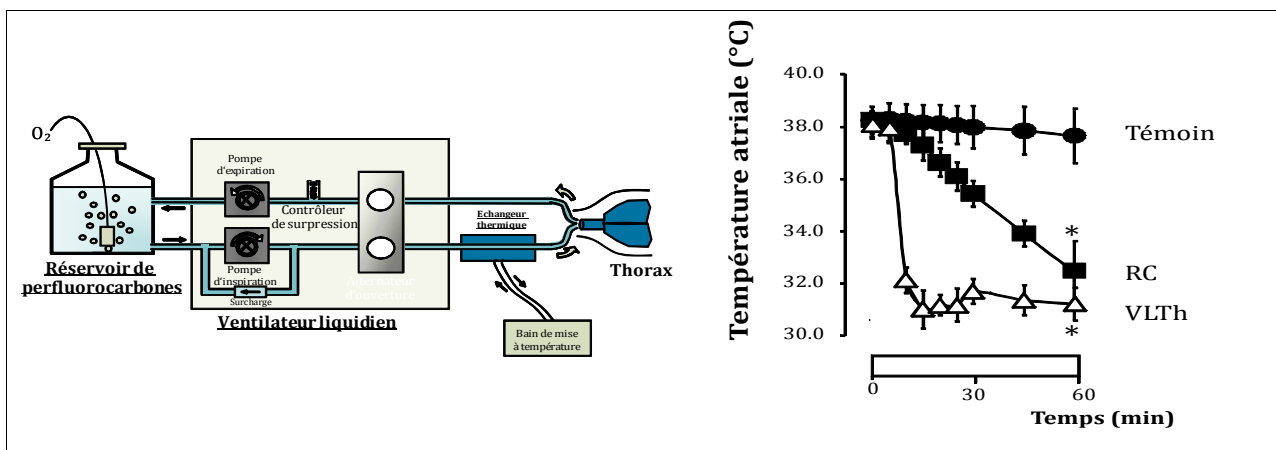 O₂
Pompe
d'expiration
Contrôleur
de surpression
Echangeur
thermique
Réservoir de
perfluorocarbones
Pompe
d'inspiration
Surcharge
d'ouverture
Ventilateur liquidien
Thorax
Bain de mise
à température
Température atriale (°C)
40.0
38.0
36.0
34.0
32.0
30.0
Témoin
*
RC
VLTh
*
0
30
60
Temps (min)